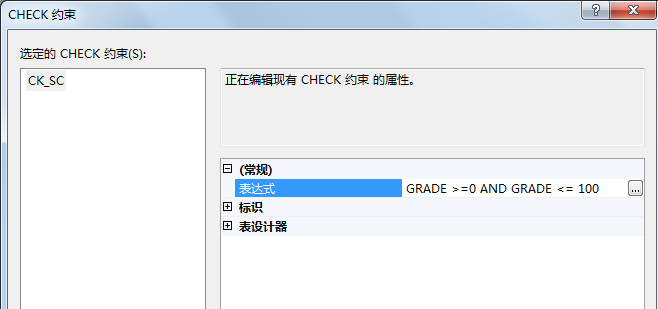 CHECK 约束
选定的 CHECK 约束(S):
CK_SC
正在编辑现有 CHECK 约束 的属性。
(常规)
表达式 GRADE >=0 AND GRADE <= 100 ...
标识
表设计器